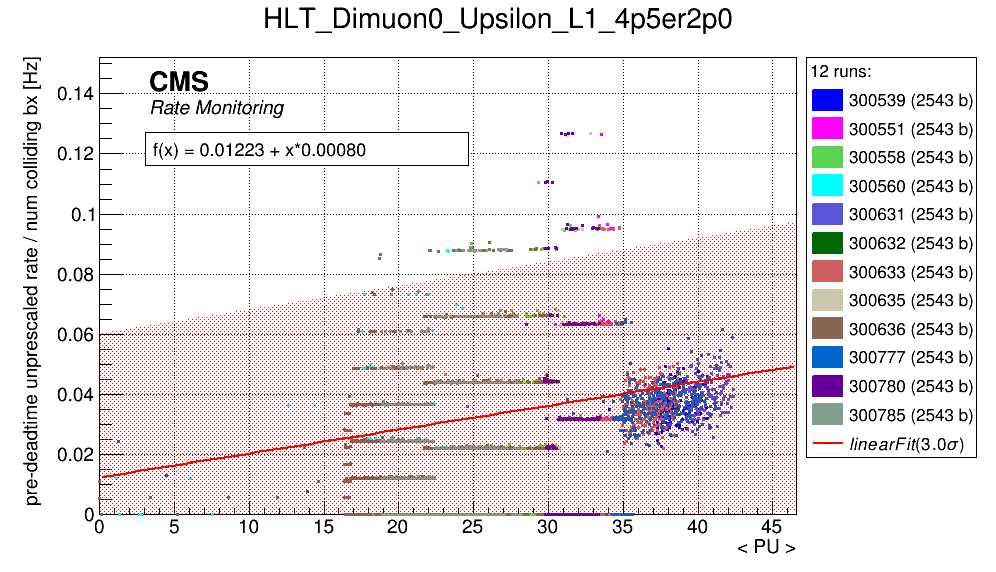 HLT_Dimuon0_Upsilon_L1_4p5er2p0
pre-deadtime unprescaled rate / num colliding bx [Hz]
CMS
Rate Monitoring
f(x) = 0.01223 + x*0.00080
0.14
0.12
0.1
0.08
0.06
0.04
0.02
0
0 5 10 15 20 25 30 35 40 45
< PU >
12 runs:
300539 (2543 b)
300551 (2543 b)
300558 (2543 b)
300560 (2543 b)
300631 (2543 b)
300632 (2543 b)
300633 (2543 b)
300635 (2543 b)
300636 (2543 b)
300777 (2543 b)
300780 (2543 b)
300785 (2543 b)
linearFit(3.0σ)